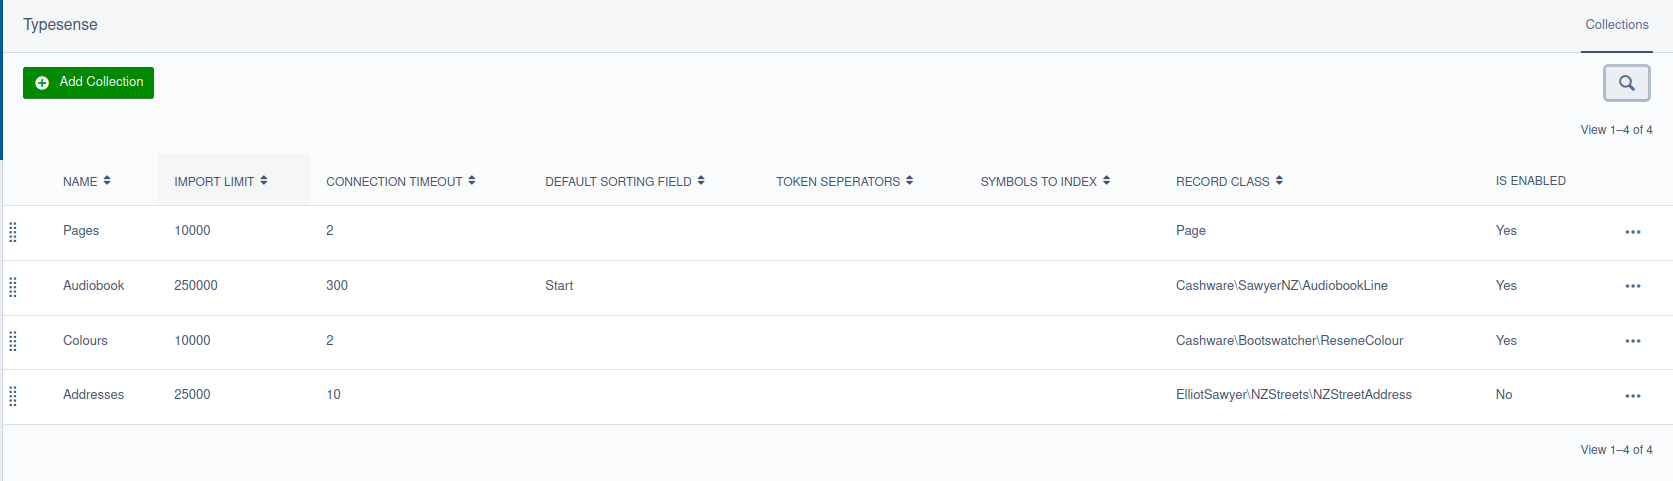 Typesense Collections
Add Collection
View 1–4 of 4
NAME IMPORT LIMIT CONNECTION TIMEOUT DEFAULT SORTING FIELD TOKEN SEPERATORS SYMBOLS TO INDEX RECORD CLASS IS ENABLED
Pages 10000 2 Page Yes
Audiobook 250000 300 Start Cashware\SawyerNZ\AudiobookLine Yes
Colours 10000 2 Cashware\Bootswatcher\ReseneColour Yes
Addresses 25000 10 ElliotSawyer\NZStreets\NZStreetAddress No
View 1–4 of 4